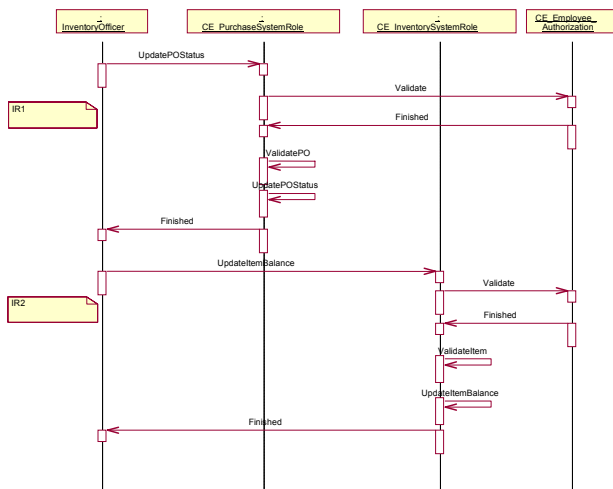 :
InventoryOfficer
:
CE_PurchaseSystemRole
:
CE_InventorySystemRole
CE_Employee_
Authorization
UpdatePOStatus
Validate
IR1
Finished
ValidatePO
UpdatePOStatus
Finished
UpdateItemBalance
Validate
IR2
Finished
ValidateItem
UpdateItemBalance
Finished